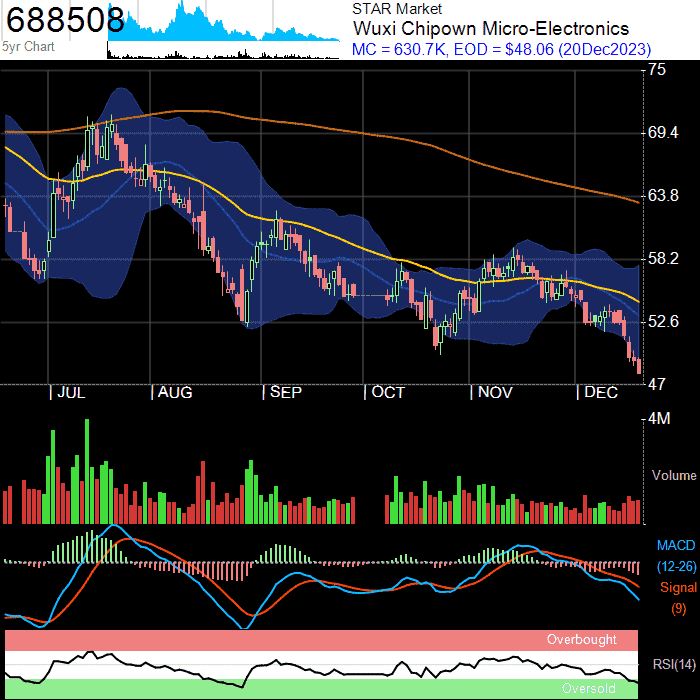 688508
5yr Chart
STAR Market
Wuxi Chipown Micro-Electronics
MC = 630.7K, EOD = $48.06 (20Dec2023)
75
69.4
63.8
58.2
52.6
47
| JUL | AUG | SEP | OCT | NOV | DEC
4M
Volume
MACD
(12-26)
Signal
(9)
Overbought
RSI(14)
Oversold